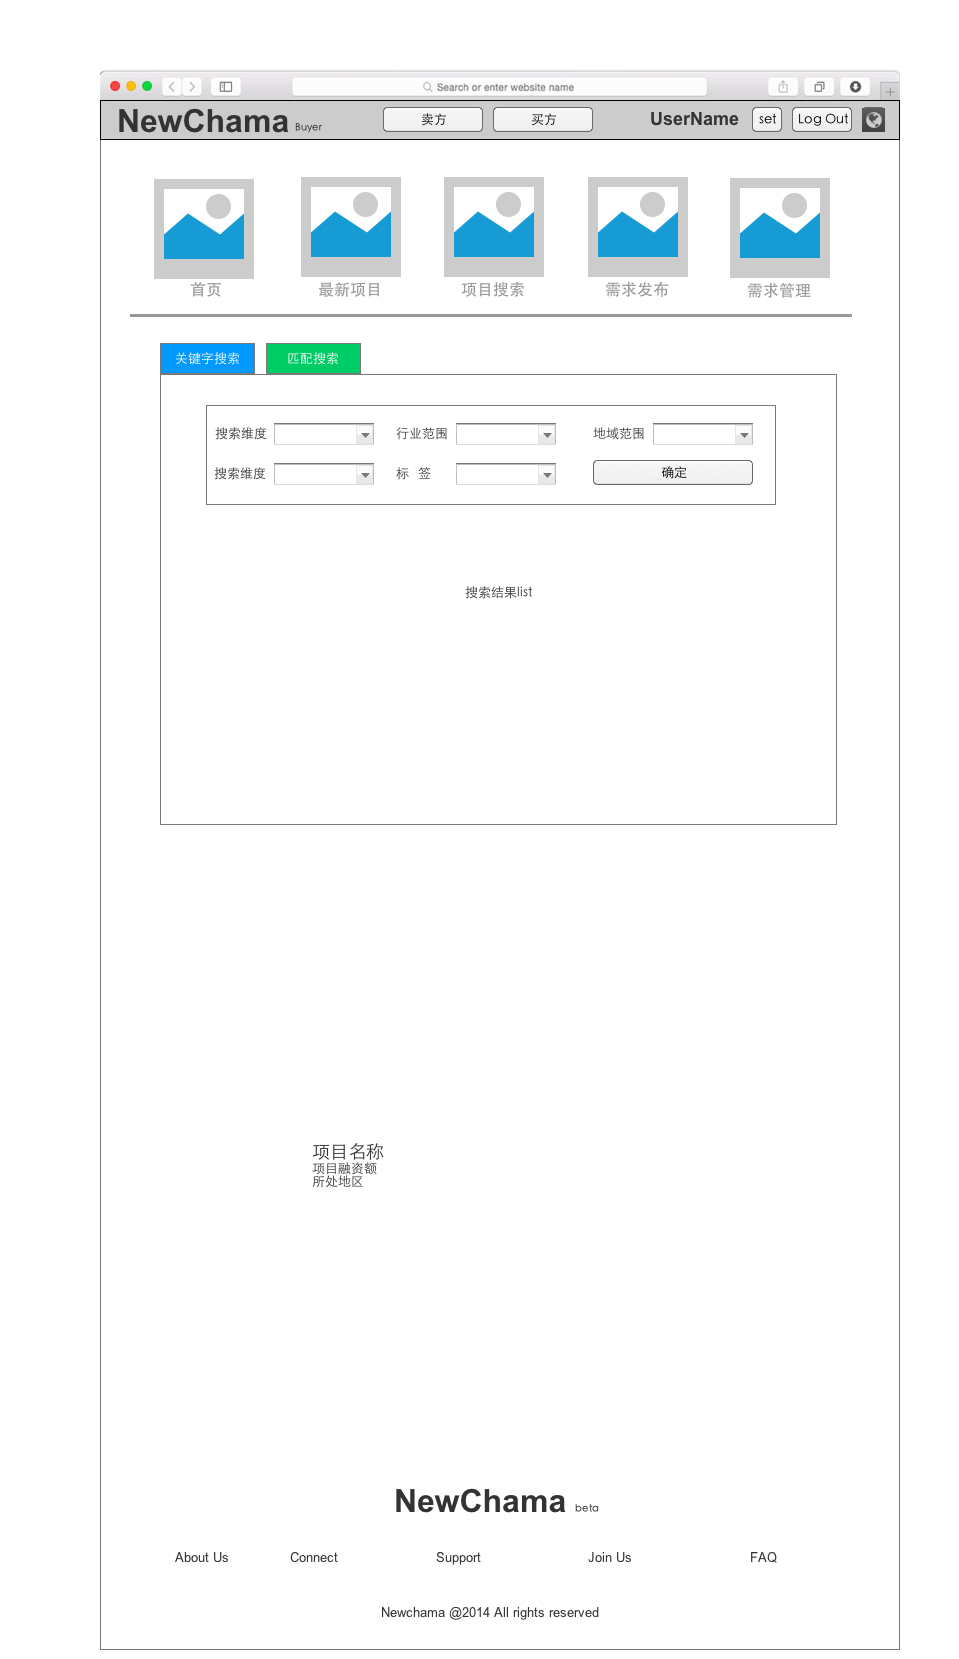 Search or enter website name
NewChama Buyer 卖方 买方 UserName set Log Out
首页 最新项目 项目搜索 需求发布 需求管理
关键字搜索 匹配搜索
搜索维度 行业范围 地域范围
搜索维度 标 签 确定
搜索结果list
项目名称
项目融资额
所处地区
NewChama beta
About Us Connect Support Join Us FAQ
Newchama @2014 All rights reserved